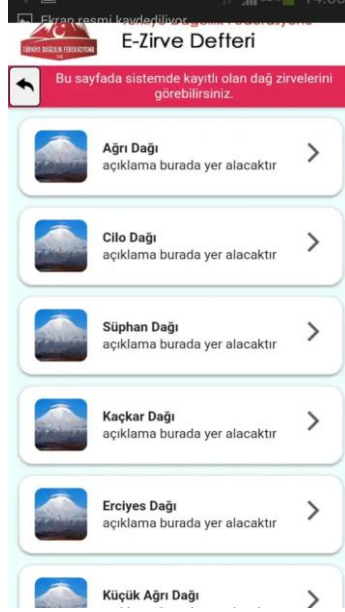 Ekran resmi kaydediliyor...
E-Zirve Defteri
Bu sayfada sistemde kayıtlı olan dağ zirvelerini
görebilirsiniz.
Ağrı Dağı
açıklama burada yer alacaktır
Cilo Dağı
açıklama burada yer alacaktır
Süphan Dağı
açıklama burada yer alacaktır
Kaçkar Dağı
açıklama burada yer alacaktır
Erciyes Dağı
açıklama burada yer alacaktır
Küçük Ağrı Dağı